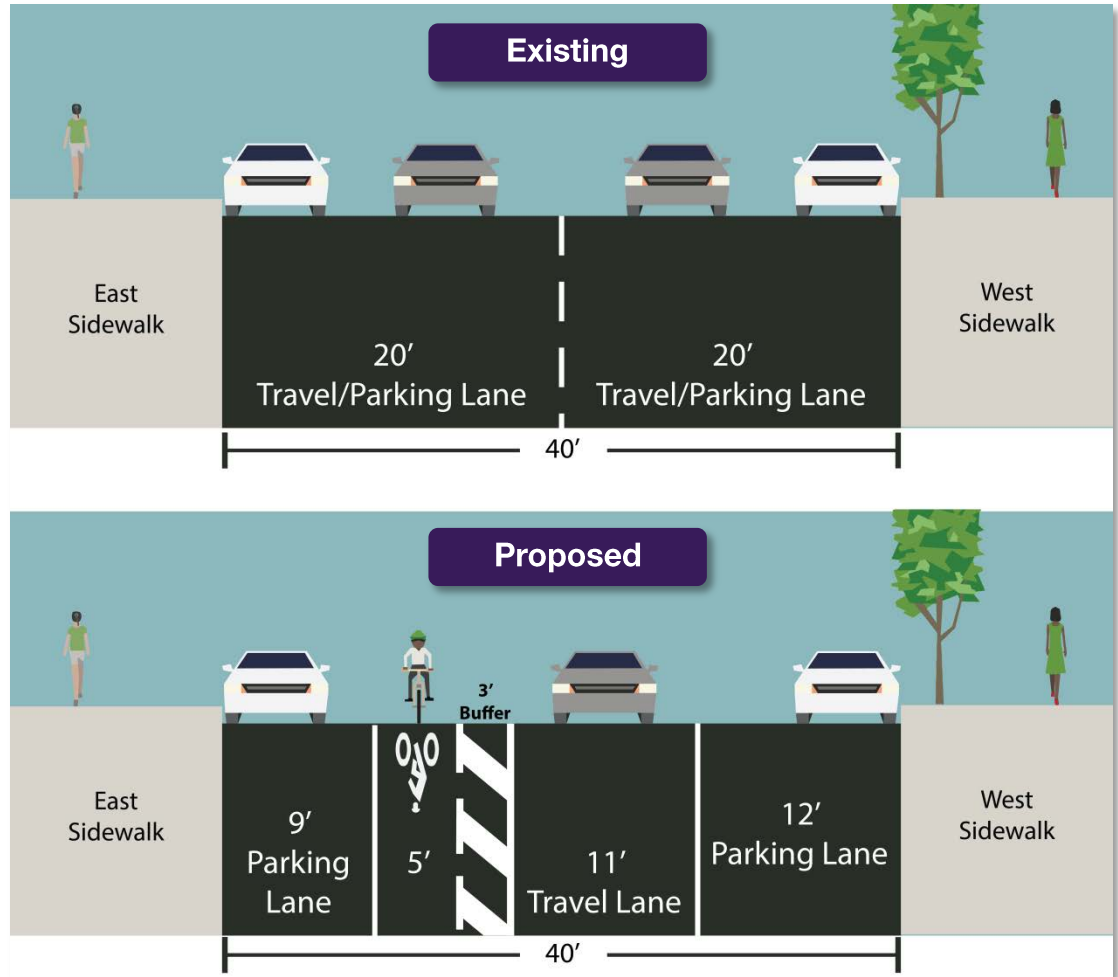 Existing
East
Sidewalk
20’
Travel/Parking Lane
20’
Travel/Parking Lane
West
Sidewalk
40’
Proposed
3’
Buffer
East
Sidewalk
9’
Parking
Lane
5’
11’
Travel Lane
12’
Parking Lane
West
Sidewalk
40’